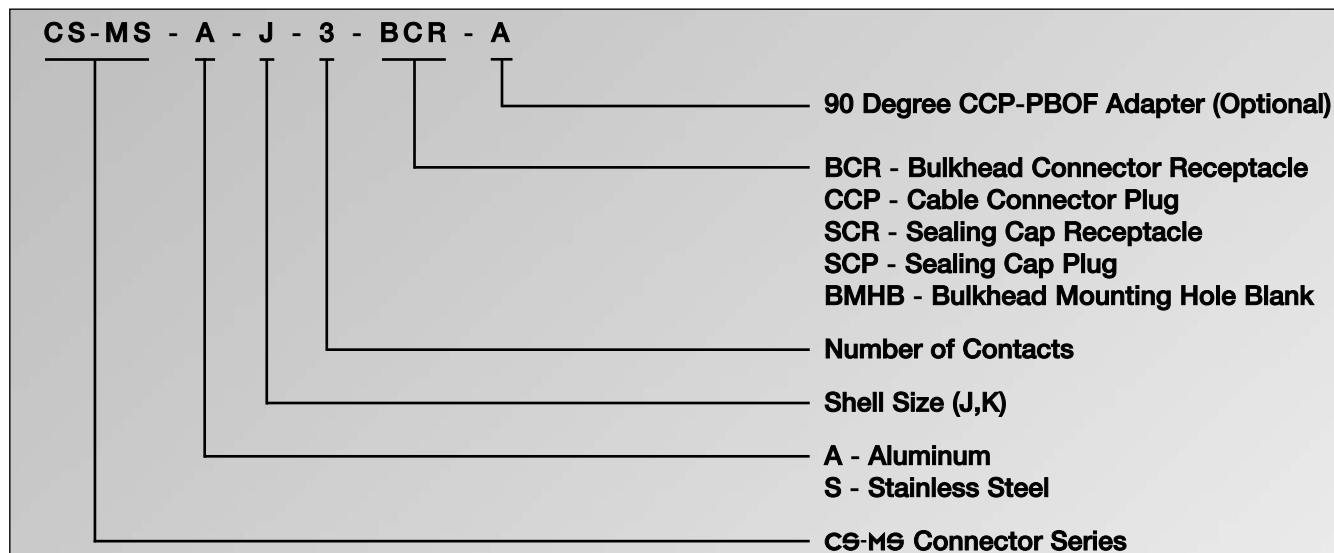 CS-MS - A - J - 3 - BCR - A
90 Degree CCP-PBOF Adapter (Optional)
BCR - Bulkhead Connector Receptacle
CCP - Cable Connector Plug
SCR - Sealing Cap Receptacle
SCP - Sealing Cap Plug
BMHB - Bulkhead Mounting Hole Blank
Number of Contacts
Shell Size (J,K)
A - Aluminum
S - Stainless Steel
CS-MS Connector Series